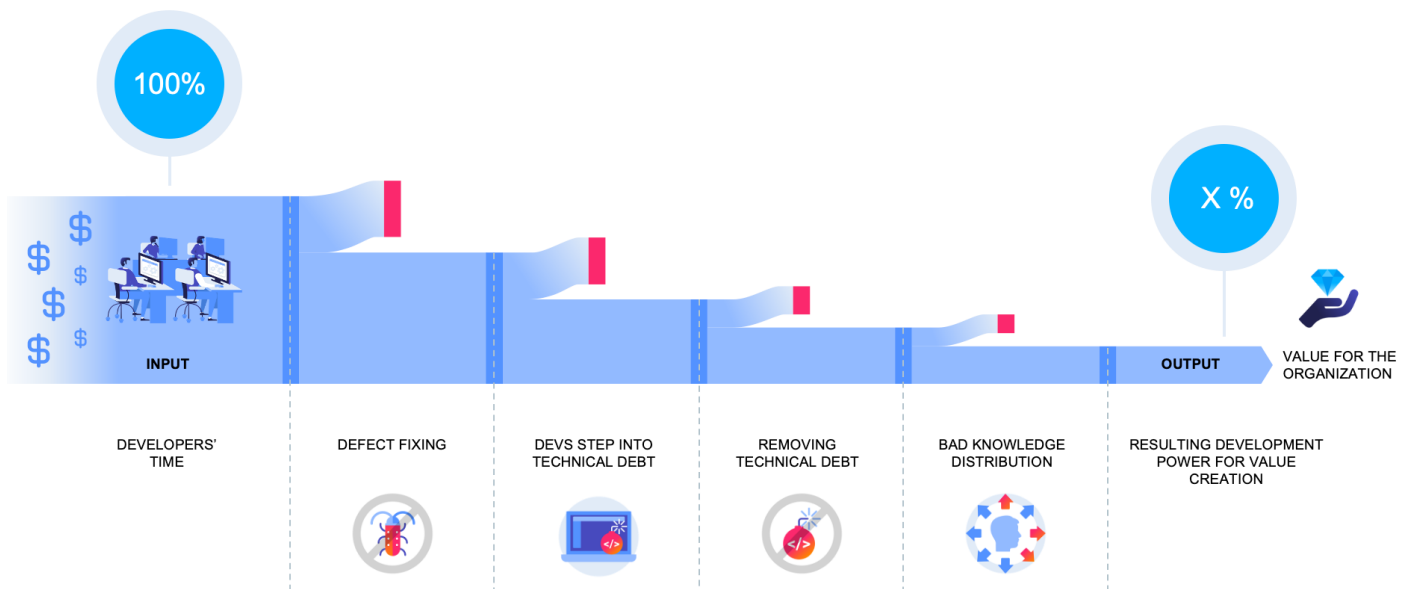 100%
X %
$
$
$
$
$
$
INPUT
OUTPUT
VALUE FOR THE
ORGANIZATION
DEVELOPERS'
TIME
DEFECT FIXING
DEVS STEP INTO
TECHNICAL DEBT
REMOVING
TECHNICAL DEBT
BAD KNOWLEDGE
DISTRIBUTION
RESULTING DEVELOPMENT
POWER FOR VALUE
CREATION
</>
</>